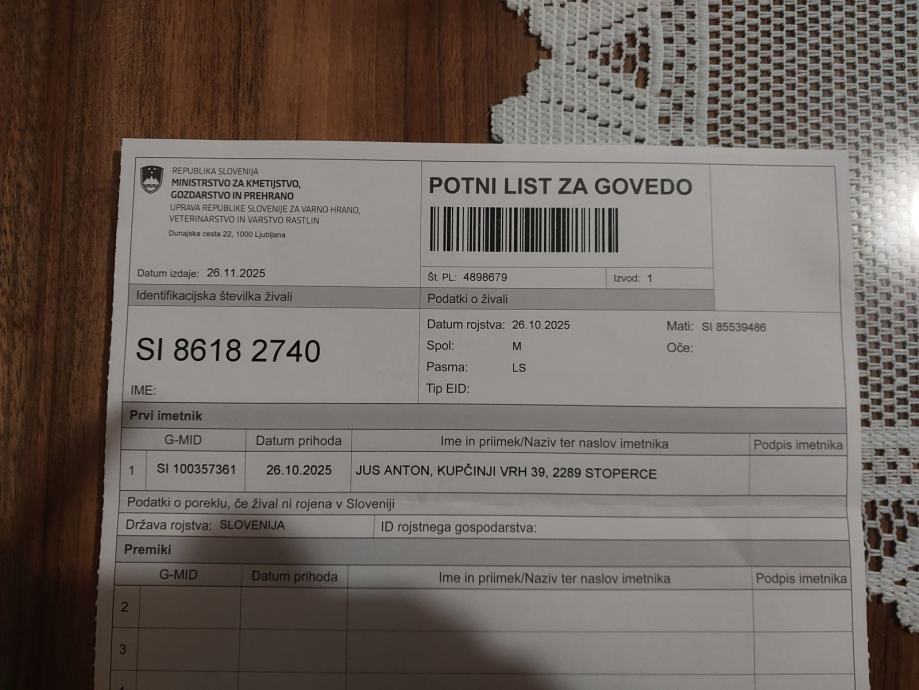 REPUBLIKA SLOVENIJA
MINISTRSTVO ZA KMETIJSTVO,
GOZDARSTVO IN PREHRANO
UPRAVA REPUBLIKE SLOVENIJE ZA VARNO HRANO,
VETERINARSTVO IN VARSTVO RASTLIN
Dunajska cesta 22, 1000 Ljubljana
Datum izdaje: 26.11.2025
POTNI LIST ZA GOVEDO
Št. PL: 4898679 Izvod: 1
Identifikacijska številka živali
SI 8618 2740
IME:
Podatki o živali
Datum rojstva: 26.10.2025 Mati: SI 85539486
Spol: M Oče:
Pasma: LS
Tip EID:
Prvi imetnik
G-MID Datum prihoda Ime in priimek/Naziv ter naslov imetnika Podpis imetnika
1 SI 100357361 26.10.2025 JUS ANTON, KUPČINJI VRH 39, 2289 STOPERCE
Podatki o poreklu, če žival ni rojena v Sloveniji
Država rojstva: SLOVENIJA ID rojstnega gospodarstva:
Premiki
G-MID Datum prihoda Ime in priimek/Naziv ter naslov imetnika Podpis imetnika
2
3